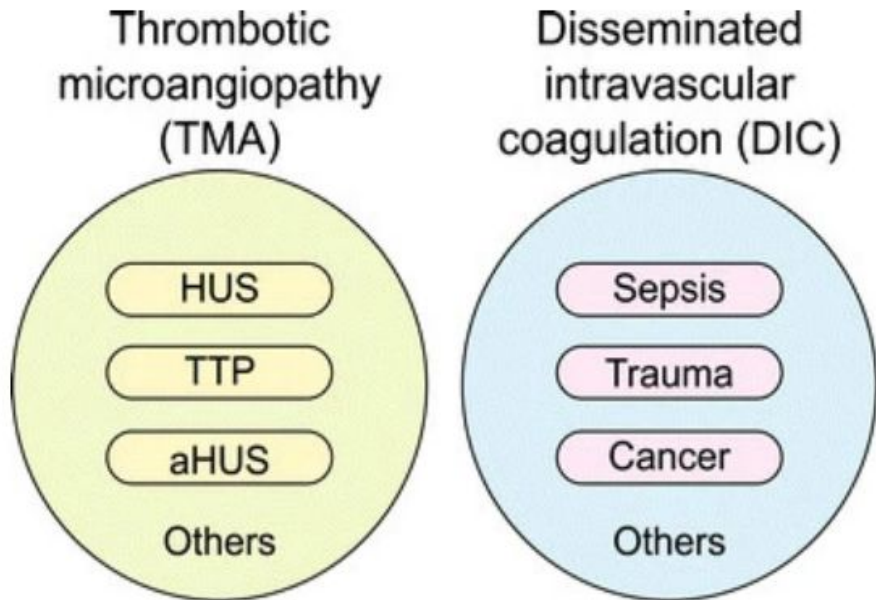 Thrombotic
microangiopathy
(TMA)
HUS
TTP
aHUS
Others
Disseminated
intravascular
coagulation (DIC)
Sepsis
Trauma
Cancer
Others